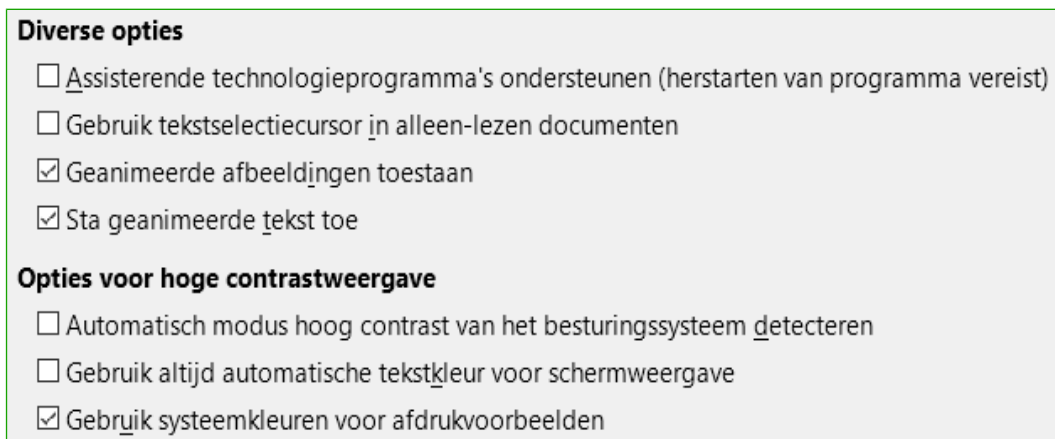 Diverse opties
Assisterende technologieprogramma's ondersteunen (herstarten van programma vereist)
Gebruik tekstselectiecursor in alleen-lezen documenten
Geanimeerde afbeeldingen toestaan
Sta geanimeerde tekst toe
Opties voor hoge contrastweergave
Automatisch modus hoog contrast van het besturingssysteem detecteren
Gebruik altijd automatische tekstkleur voor schermweergave
Gebruik systeemkleuren voor afdrukvoorbeelden